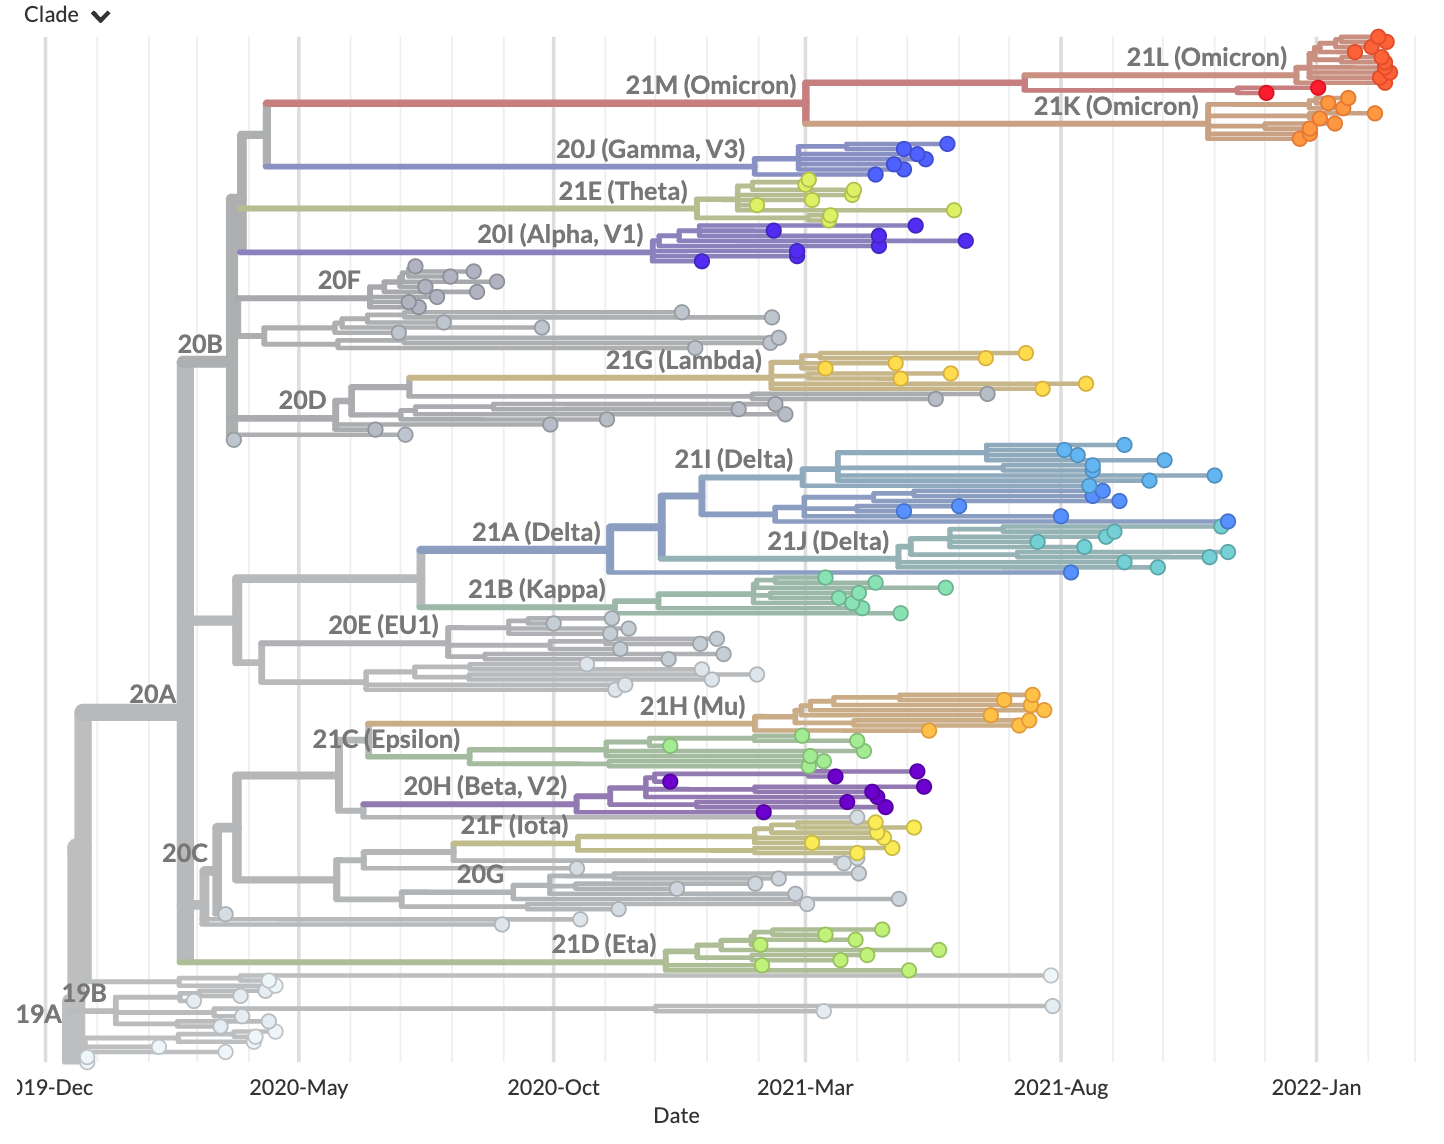 Clade
21L (Omicron)
21M (Omicron)
21K (Omicron)
20J (Gamma, V3)
21E (Theta)
20I (Alpha, V1)
20F
20B
21G (Lambda)
20D
21I (Delta)
21A (Delta)
21J (Delta)
21B (Kappa)
20E (EU1)
20A
21H (Mu)
21C (Epsilon)
20H (Beta, V2)
21F (Iota)
20C
20G
21D (Eta)
19B
19A
019-Dec 2020-May 2020-Oct 2021-Mar 2021-Aug 2022-Jan
Date